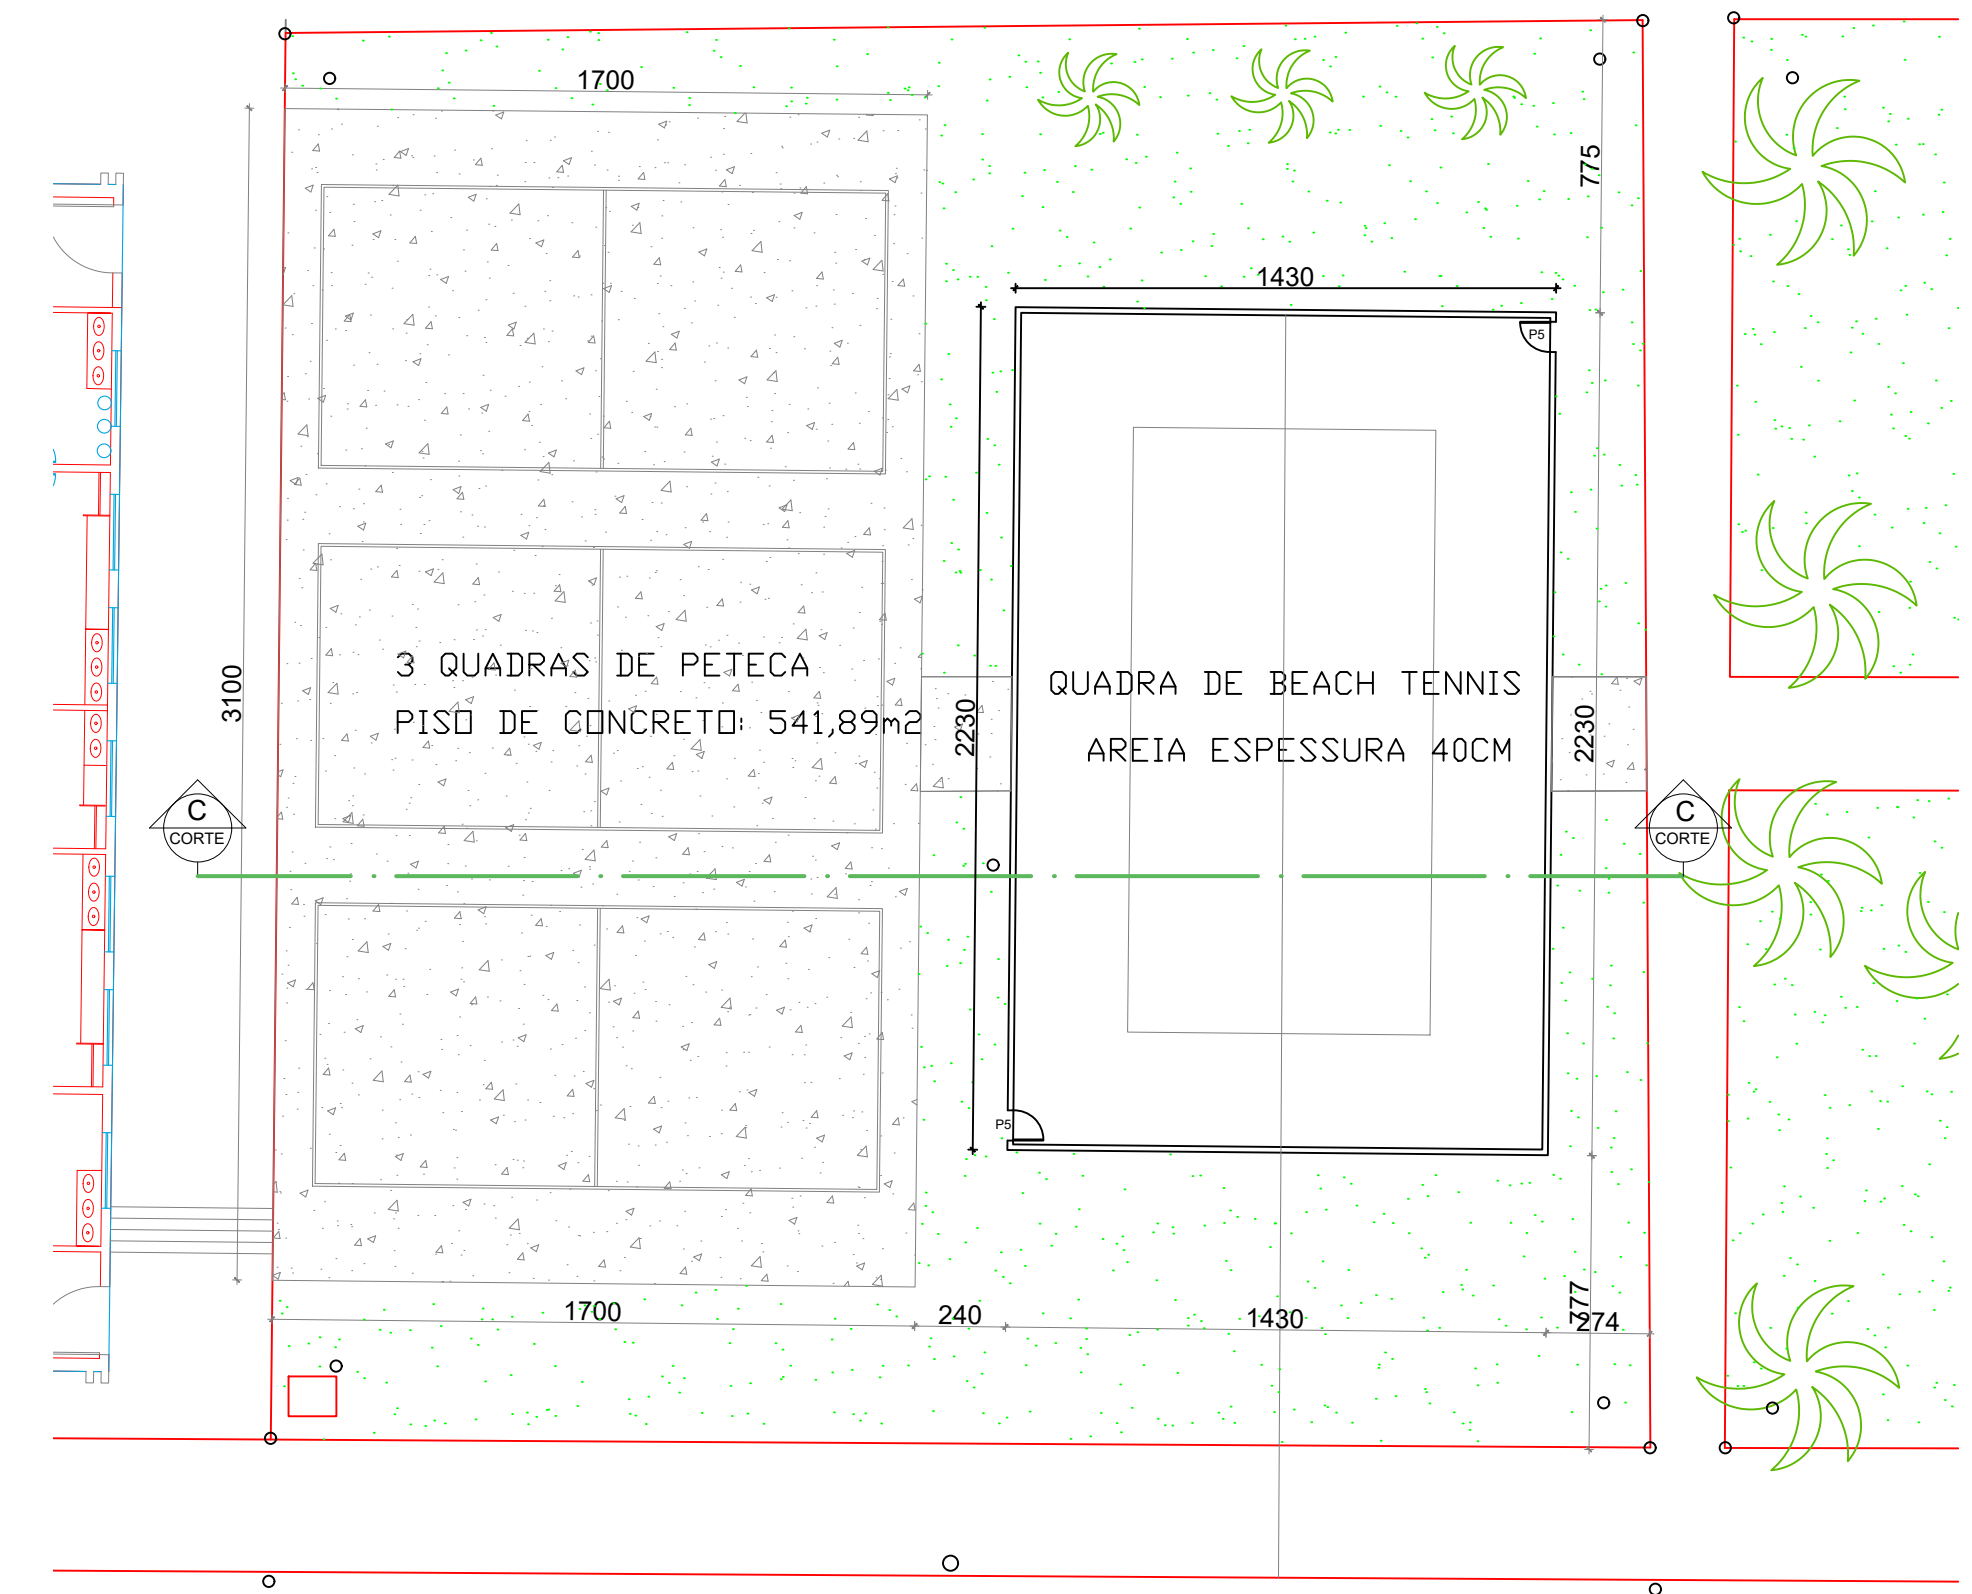 1700
775
1430
P5
3100
3 QUADRAS DE PETECA
PISO DE CONCRETO: 541,89m2
2230
QUADRA DE BEACH TENNIS
AREIA ESPESSURA 40CM
2230
C
CORTE
C
CORTE
P5
1700
240
1430
777
274